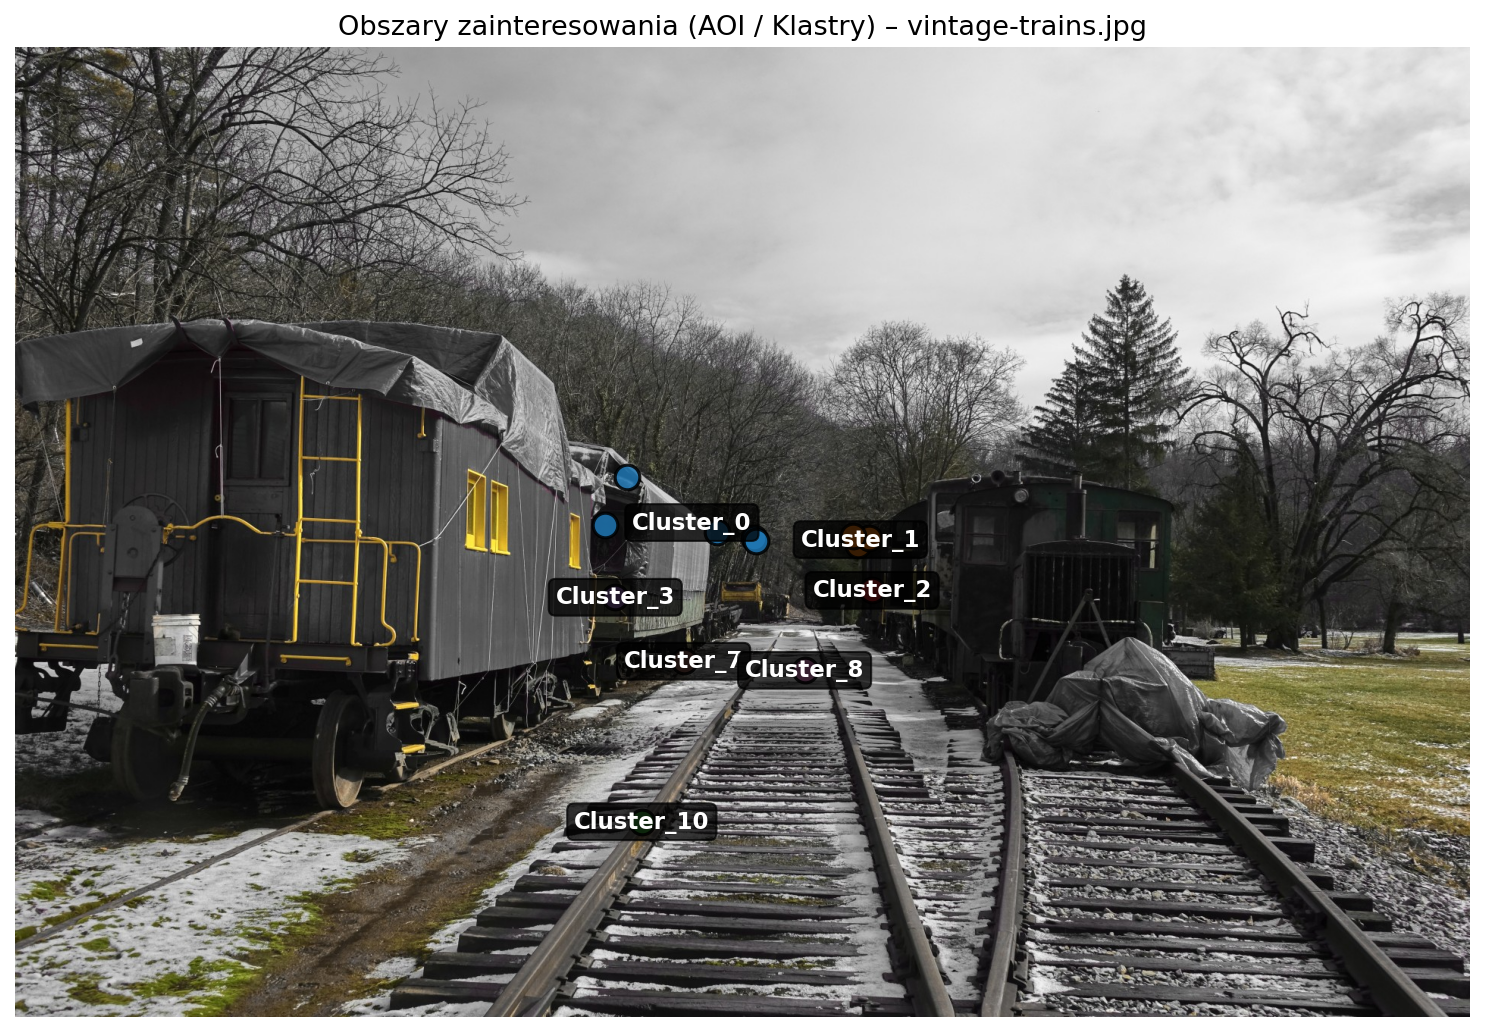 Obszary zainteresowania (AOI / Klastry) – vintage-trains.jpg
Cluster_0
Cluster_1
Cluster_2
Cluster_3
Cluster_7
Cluster_8
Cluster_10